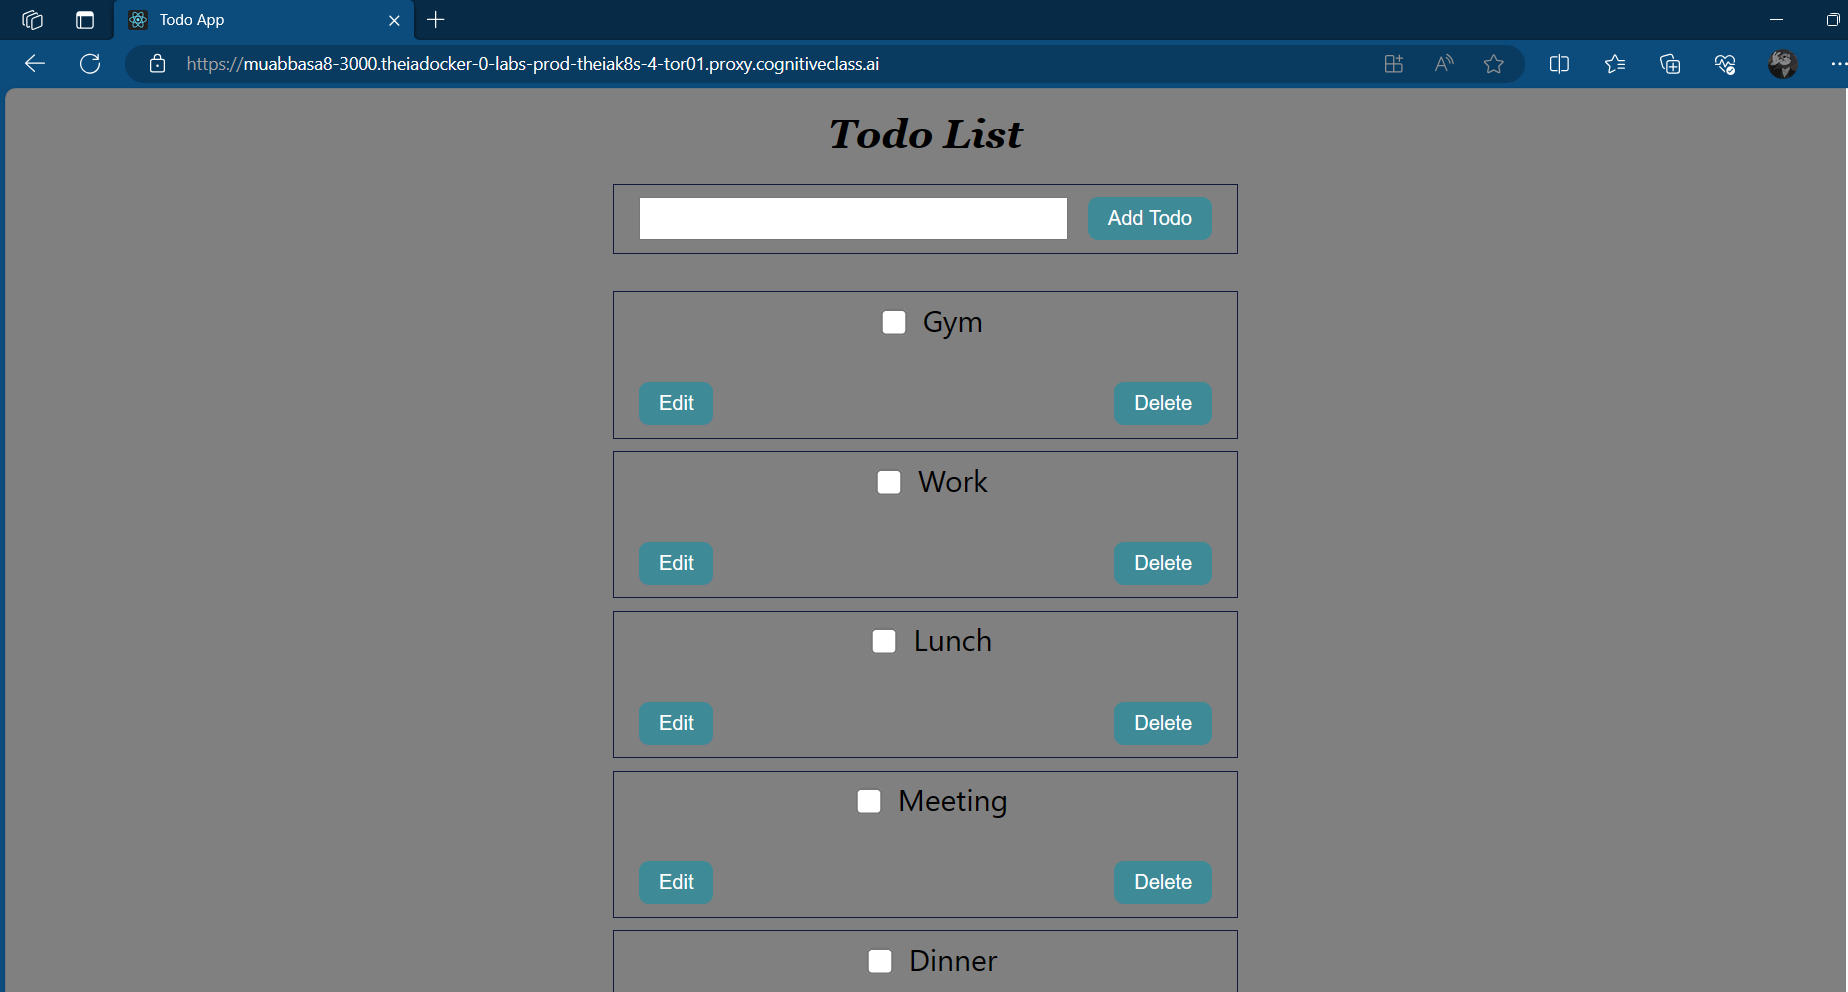 Todo App
https://muabbasa8-3000.theiadocker-0-labs-prod-theiak8s-4-tor01.proxy.cognitiveclass.ai
Todo List
Add Todo
Gym
Edit Delete
Work
Edit Delete
Lunch
Edit Delete
Meeting
Edit Delete
Dinner